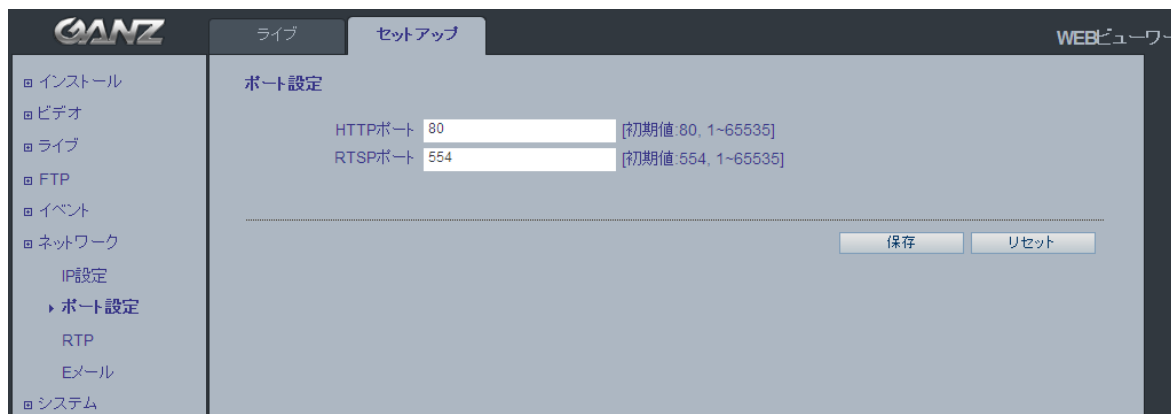 GANZ
ライブ
セットアップ
WEBビューワー
インストール
ビデオ
ライブ
FTP
イベント
ネットワーク
IP設定
ポート設定
RTP
Eメール
システム
ポート設定
HTTPポート 80 [初期値:80, 1~65535]
RTSPポート 554 [初期値:554, 1~65535]
保存
リセット